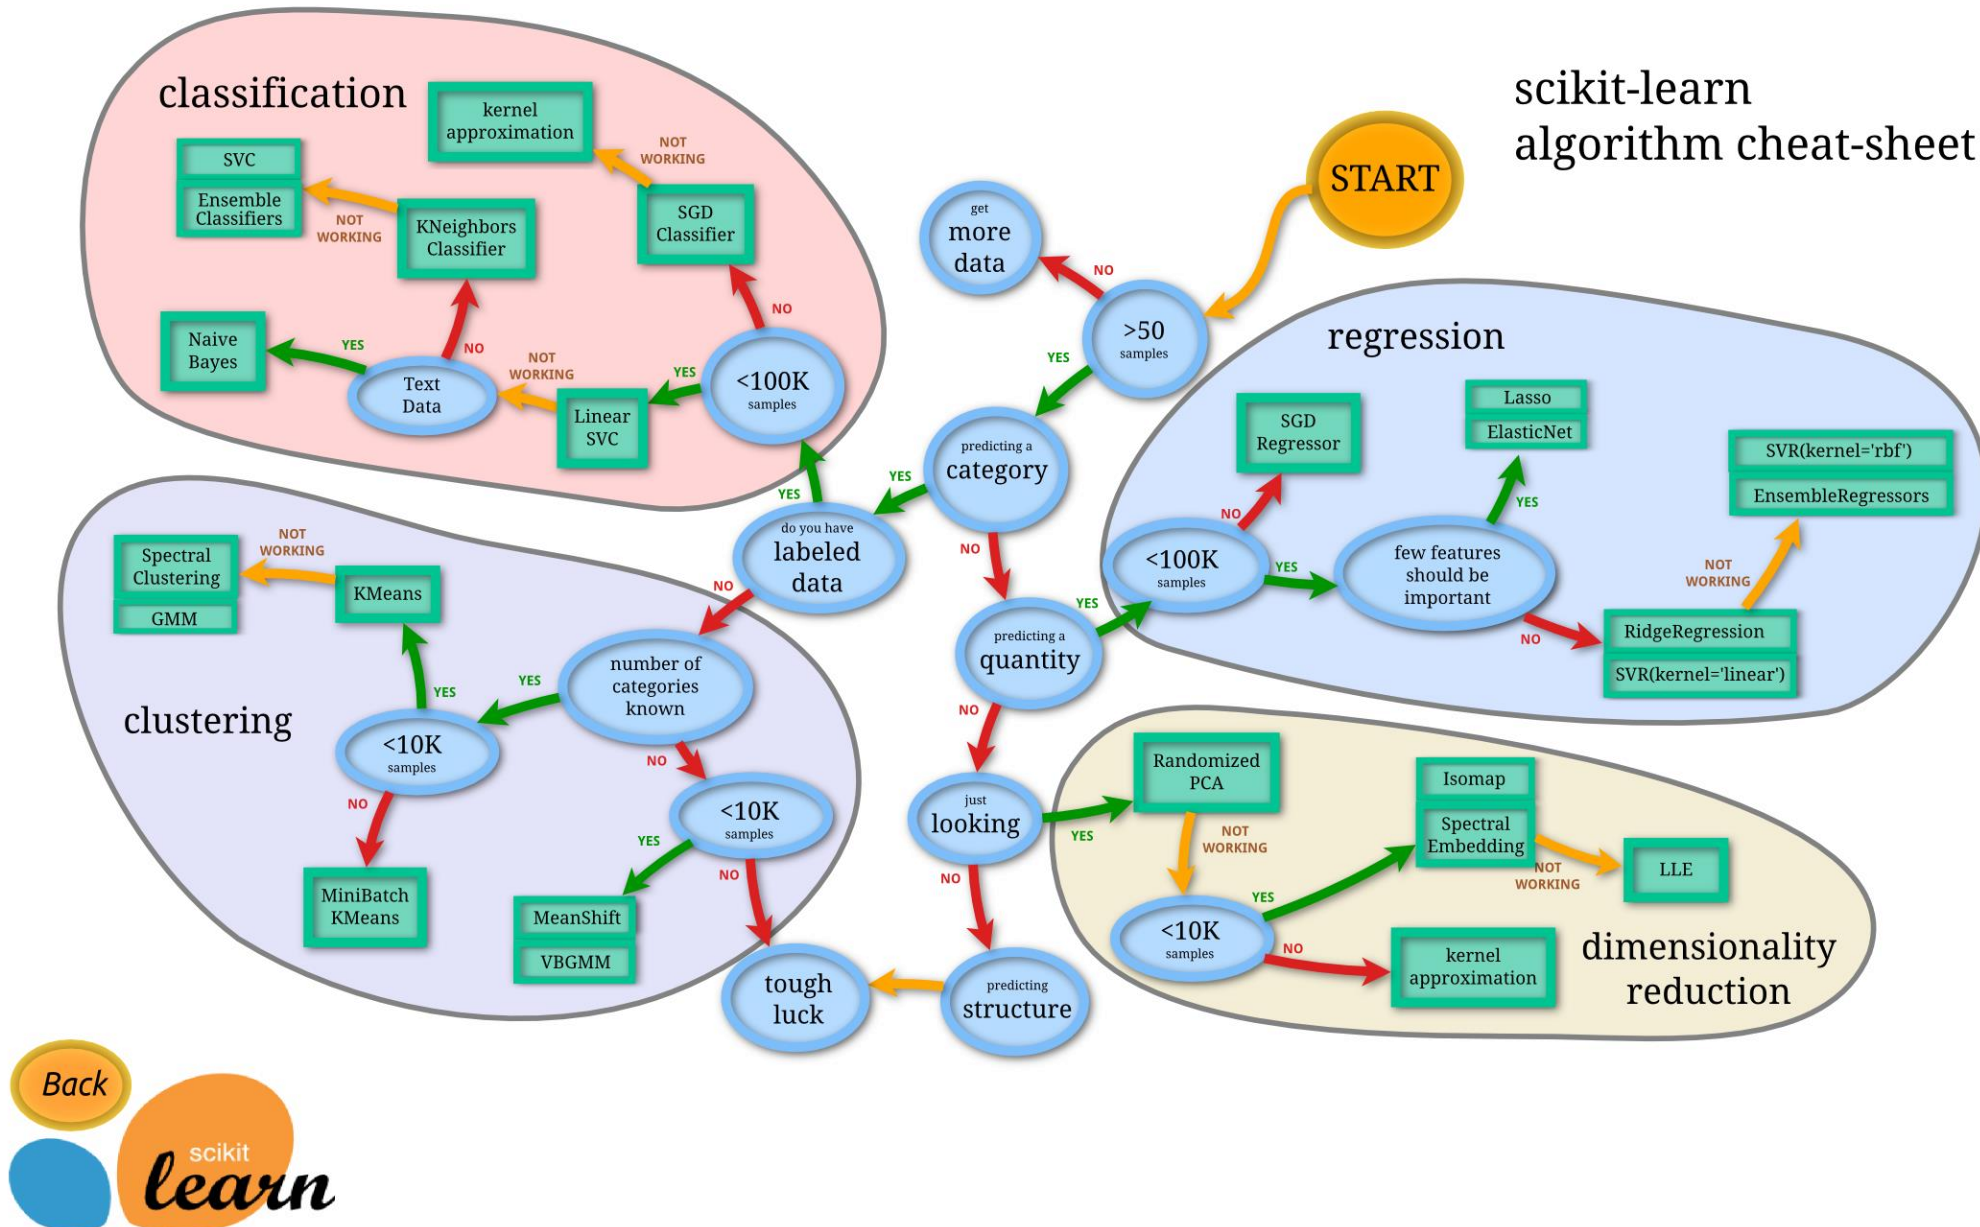 scikit-learn
algorithm cheat-sheet
START
classification
kernel
approximation
NOT
WORKING
SVC
Ensemble
Classifiers
NOT
WORKING
KNeighbors
Classifier
SGD
Classifier
NO
Naive
Bayes
YES
NO
Text
Data
NOT
WORKING
Linear
SVC
YES
<100K
samples
YES
get
more
data
NO
>50
samples
YES
predicting a
category
YES
NO
do you have
labeled
data
NO
predicting a
quantity
YES
NO
just
looking
YES
NO
predicting
structure
tough
luck
regression
SGD
Regressor
NO
<100K
samples
YES
few features
should be
important
YES
Lasso
ElasticNet
NO
RidgeRegression
SVR(kernel='linear')
NOT
WORKING
SVR(kernel='rbf')
EnsembleRegressors
clustering
Spectral
Clustering
GMM
NOT
WORKING
KMeans
YES
<10K
samples
NO
MiniBatch
KMeans
YES
number of
categories
known
NO
<10K
samples
YES
NO
MeanShift
VBGMM
Randomized
PCA
NOT
WORKING
<10K
samples
YES
NO
Isomap
Spectral
Embedding
NOT
WORKING
LLE
kernel
approximation
dimensionality
reduction
Back
scikit
learn